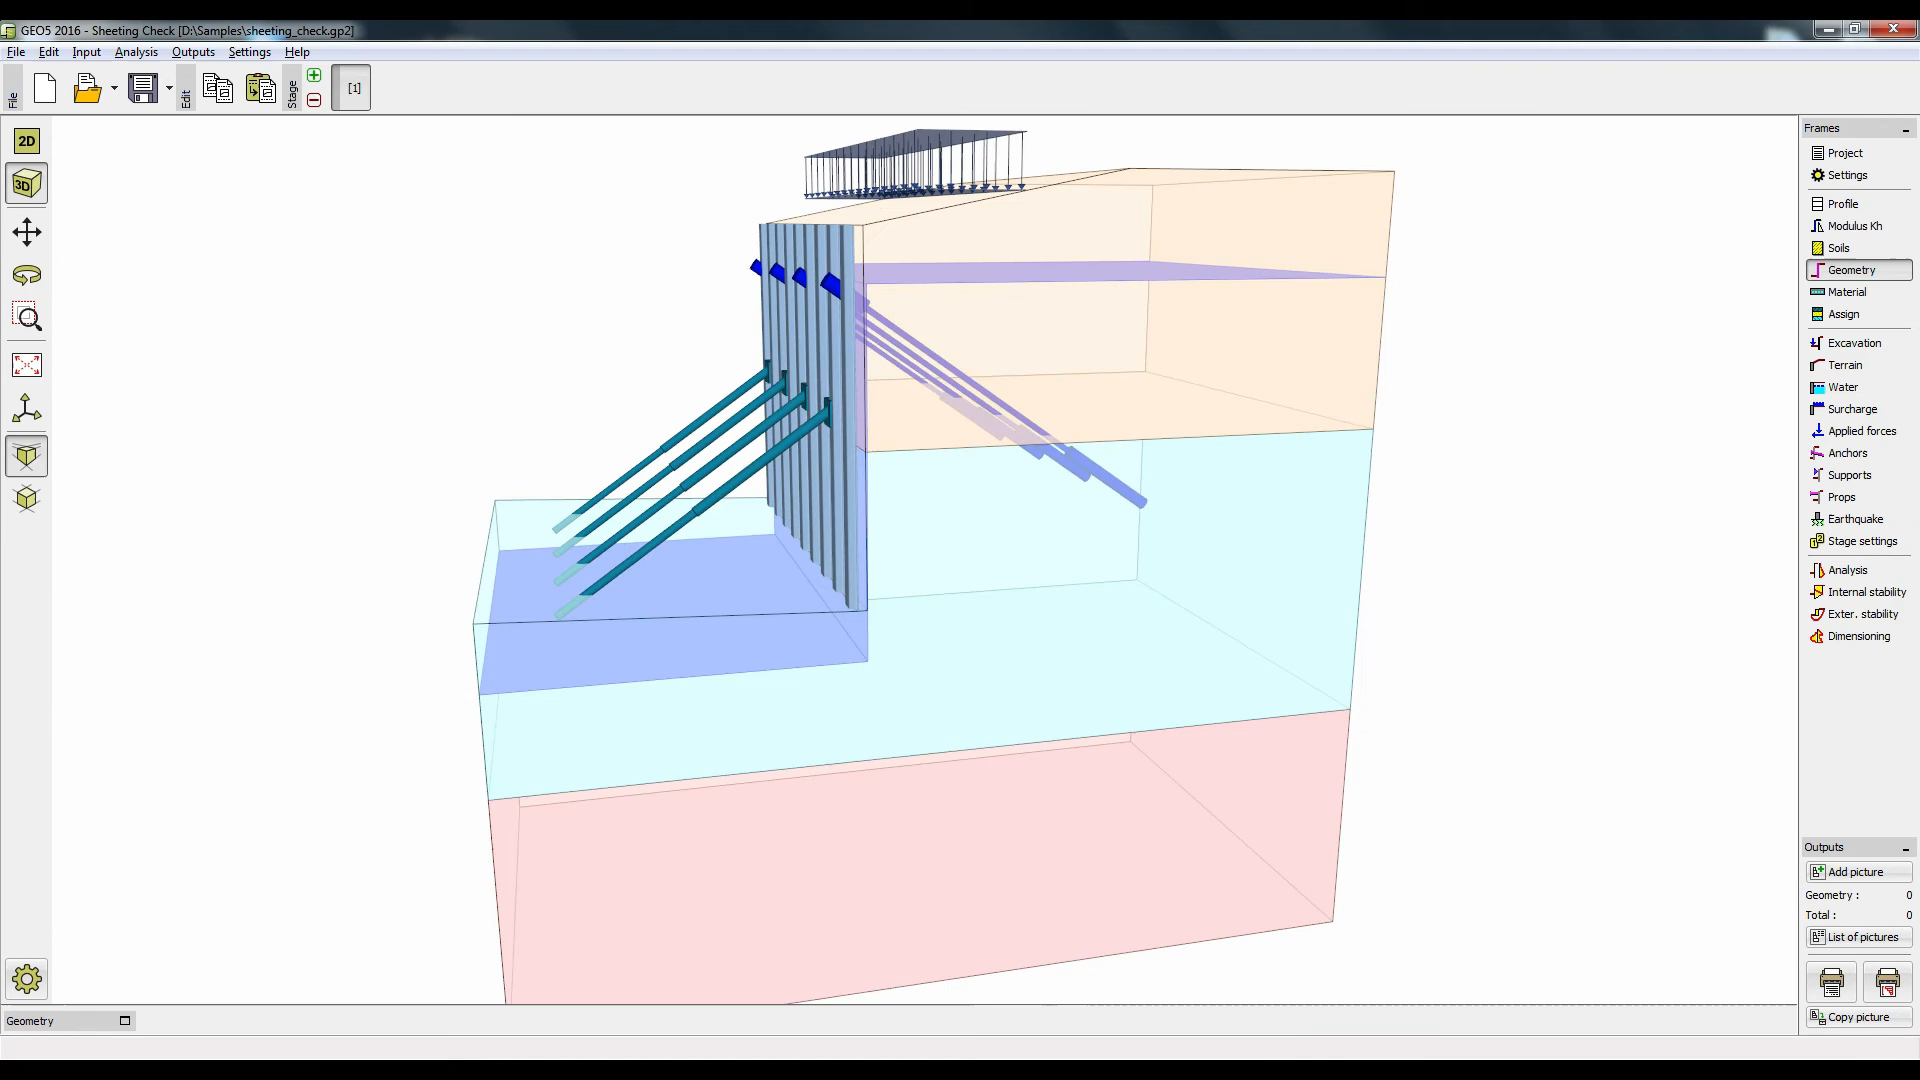 GEO5 2016 - Sheeting Check [D:\Samples\sheeting_check.gp2]
File Edit Input Analysis Outputs Settings Help
File
Edit
Stage
[1]
2D
3D
Frames
Project
Settings
Profile
Modulus Kh
Soils
Geometry
Material
Assign
Excavation
Terrain
Water
Surcharge
Applied forces
Anchors
Supports
Props
Earthquake
Stage settings
Analysis
Internal stability
Exter. stability
Dimensioning
Outputs
Add picture
Geometry : 0
Total : 0
List of pictures
Copy picture
Geometry